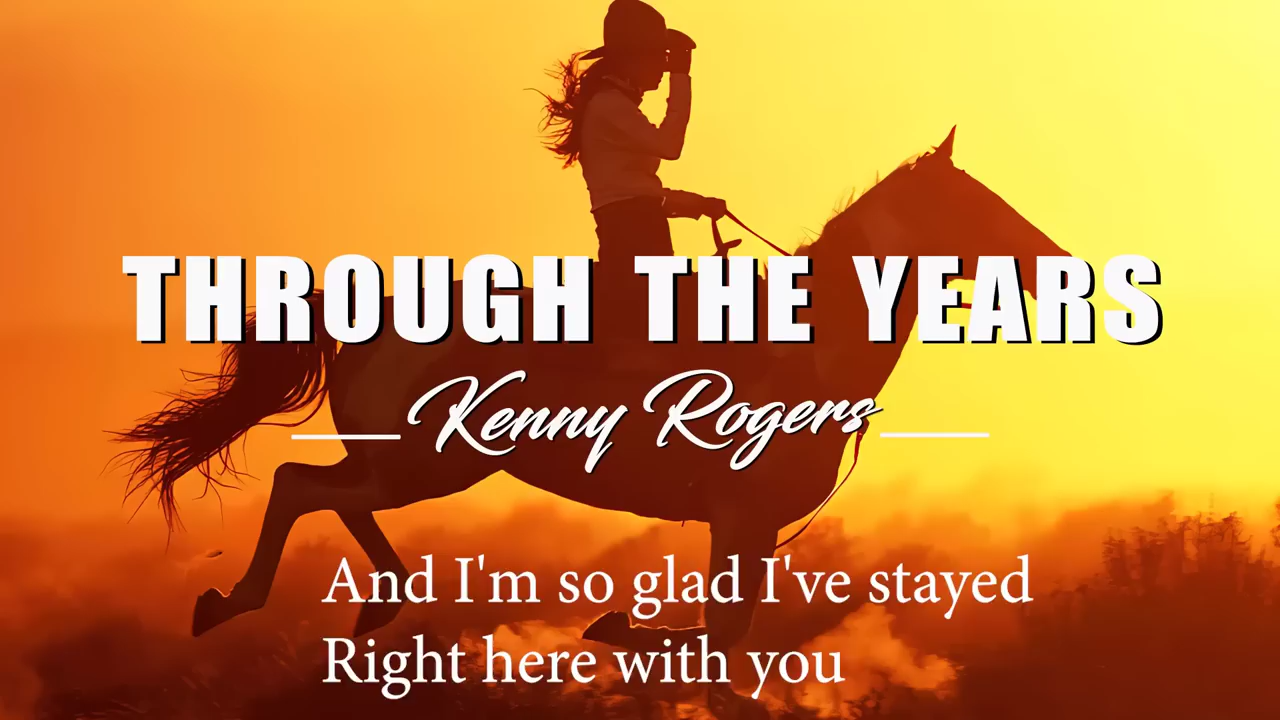 THROUGH THE YEARS
Kenny Rogers
And I'm so glad I've stayed
Right here with you